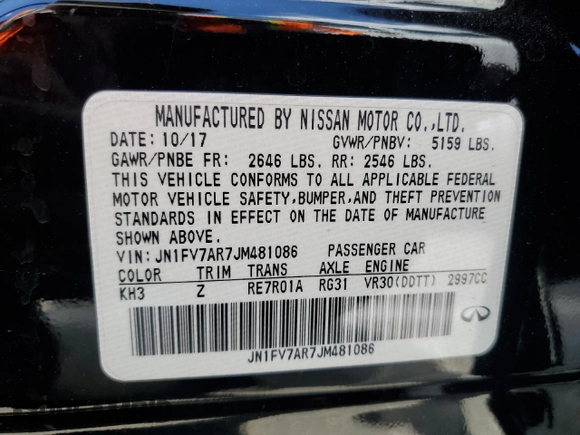 MANUFACTURED BY NISSAN MOTOR CO.,LTD.
DATE: 10/17 GVWR/PNBV: 5159 LBS.
GAWR/PNBE FR: 2646 LBS. RR: 2546 LBS.
THIS VEHICLE CONFORMS TO ALL APPLICABLE FEDERAL
MOTOR VEHICLE SAFETY,BUMPER,AND THEFT PREVENTION
STANDARDS IN EFFECT ON THE DATE OF MANUFACTURE
SHOWN ABOVE.
VIN: JN1FV7AR7JM481086 PASSENGER CAR
COLOR TRIM TRANS AXLE ENGINE
KH3 Z RE7R01A RG31 VR30(DDTT) 2997CC
JN1FV7AR7JM481086